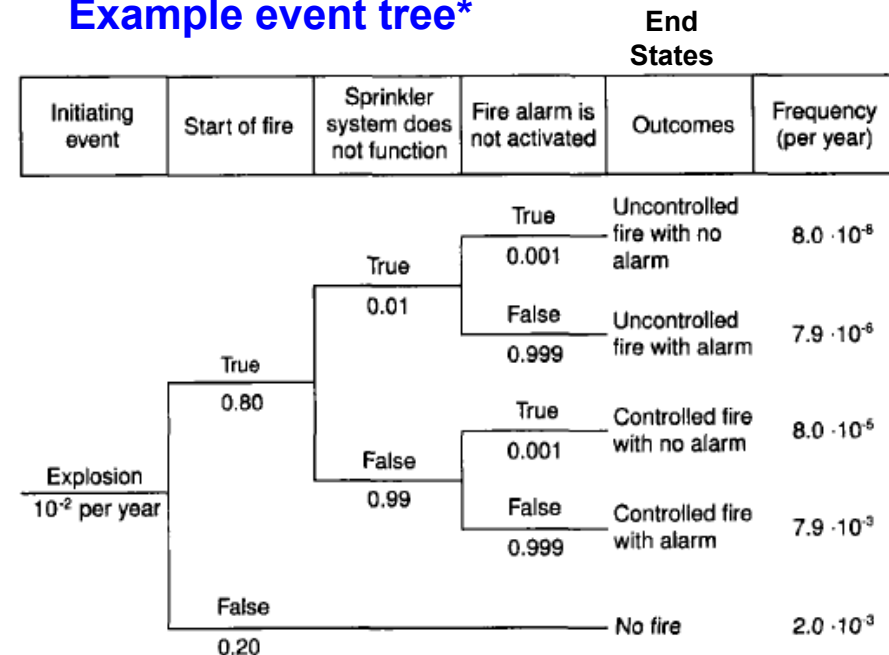 Example event tree*
End
States
Initiating
event
Start of fire
Sprinkler
system does
not function
Fire alarm is
not activated
Outcomes
Frequency
(per year)
Explosion
10⁻² per year
True
0.80
False
0.20
True
0.01
False
0.99
True
0.001
Uncontrolled
fire with no
alarm
8.0 ·10⁻⁸
False
0.999
Uncontrolled
fire with alarm
7.9 ·10⁻⁶
True
0.001
Controlled fire
with no alarm
8.0 ·10⁻⁵
False
0.999
Controlled fire
with alarm
7.9 ·10⁻³
No fire
2.0 ·10⁻³